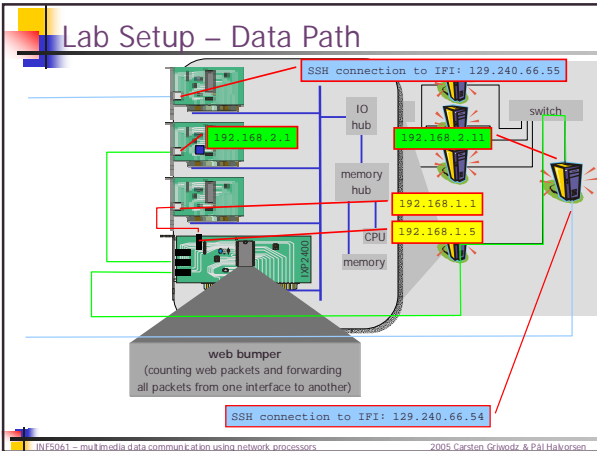 Lab Setup – Data Path
SSH connection to IFI: 129.240.66.55
IO
hub
switch
192.168.2.1
192.168.2.11
memory
hub
192.168.1.1
CPU
192.168.1.5
memory
IXP2400
web bumper
(counting web packets and forwarding
all packets from one interface to another)
SSH connection to IFI: 129.240.66.54
INF5061 – multimedia data communication using network processors
2005 Carsten Griwodz & Pål Halvorsen